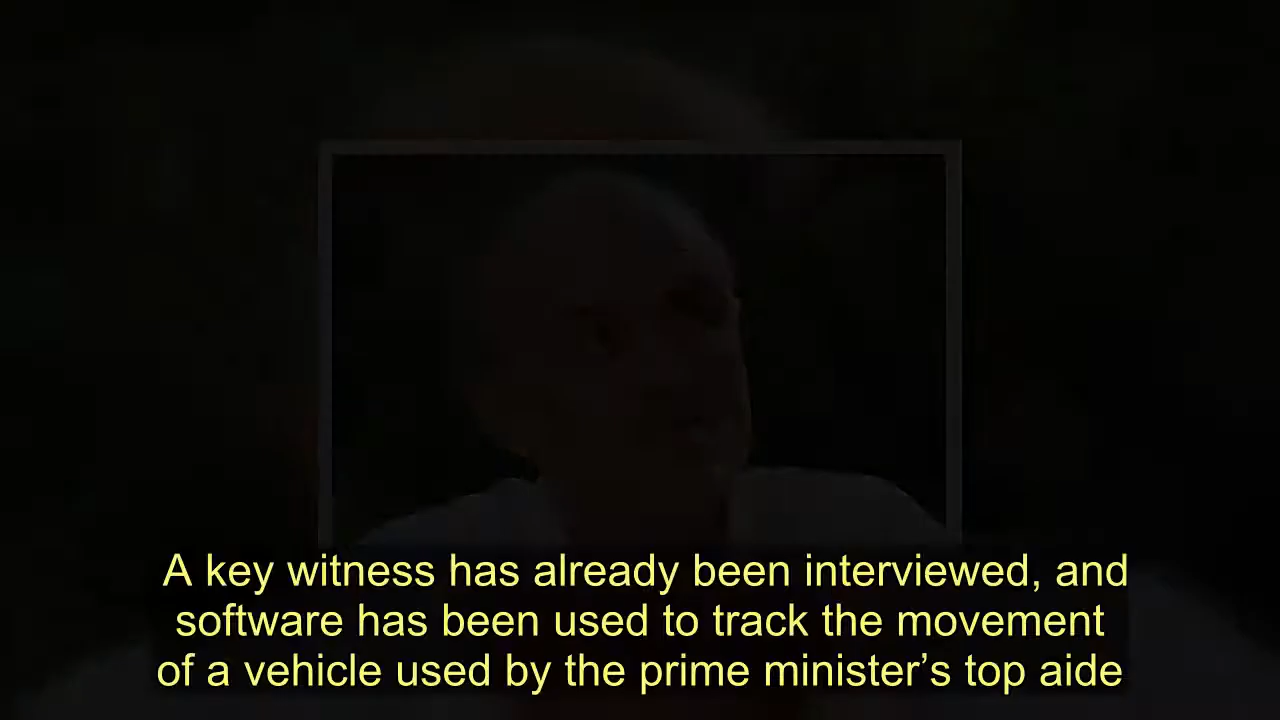 A key witness has already been interviewed, and
software has been used to track the movement
of a vehicle used by the prime minister’s top aide